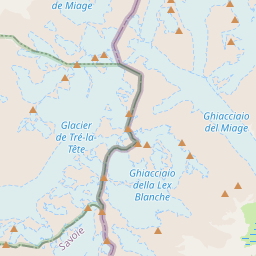 de Miage
Ghiacciaio
del Miage
Glacier
de Tré-la-
Tête
Ghiacciaio
della Lex
Blanche
Savoie